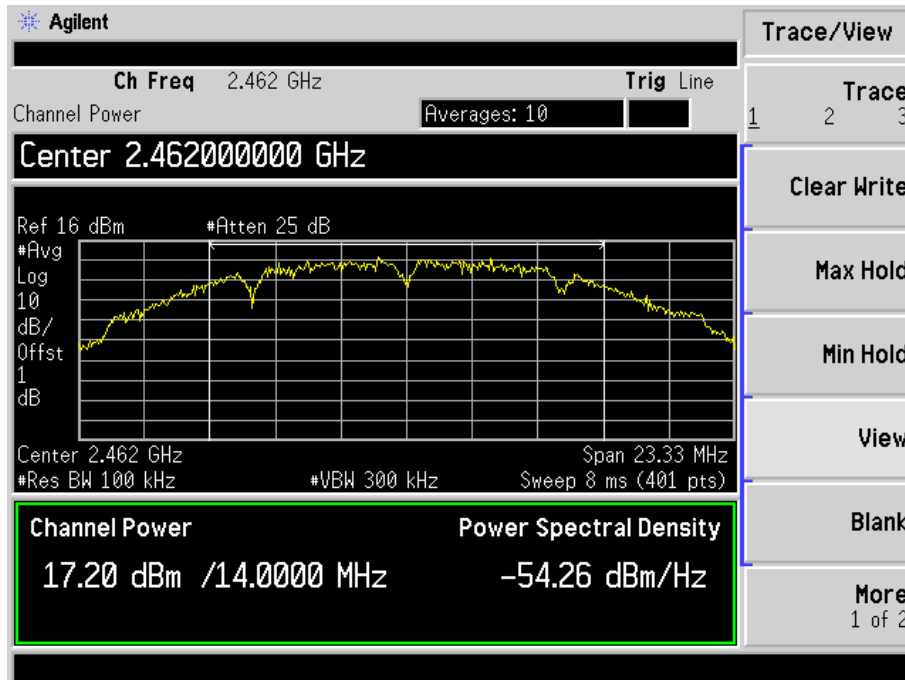 Agilent
Trace/View
Ch Freq 2.462 GHz Trig Line
Channel Power Averages: 10
Center 2.462000000 GHz
Ref 16 dBm #Atten 25 dB
#Avg
Log
10
dB/
Offst
1
dB
Center 2.462 GHz Span 23.33 MHz
#Res BW 100 kHz #VBW 300 kHz Sweep 8 ms (401 pts)
Channel Power Power Spectral Density
17.20 dBm /14.0000 MHz -54.26 dBm/Hz
Trace
1 2 3
Clear Write
Max Hold
Min Hold
View
Blank
More
1 of 2